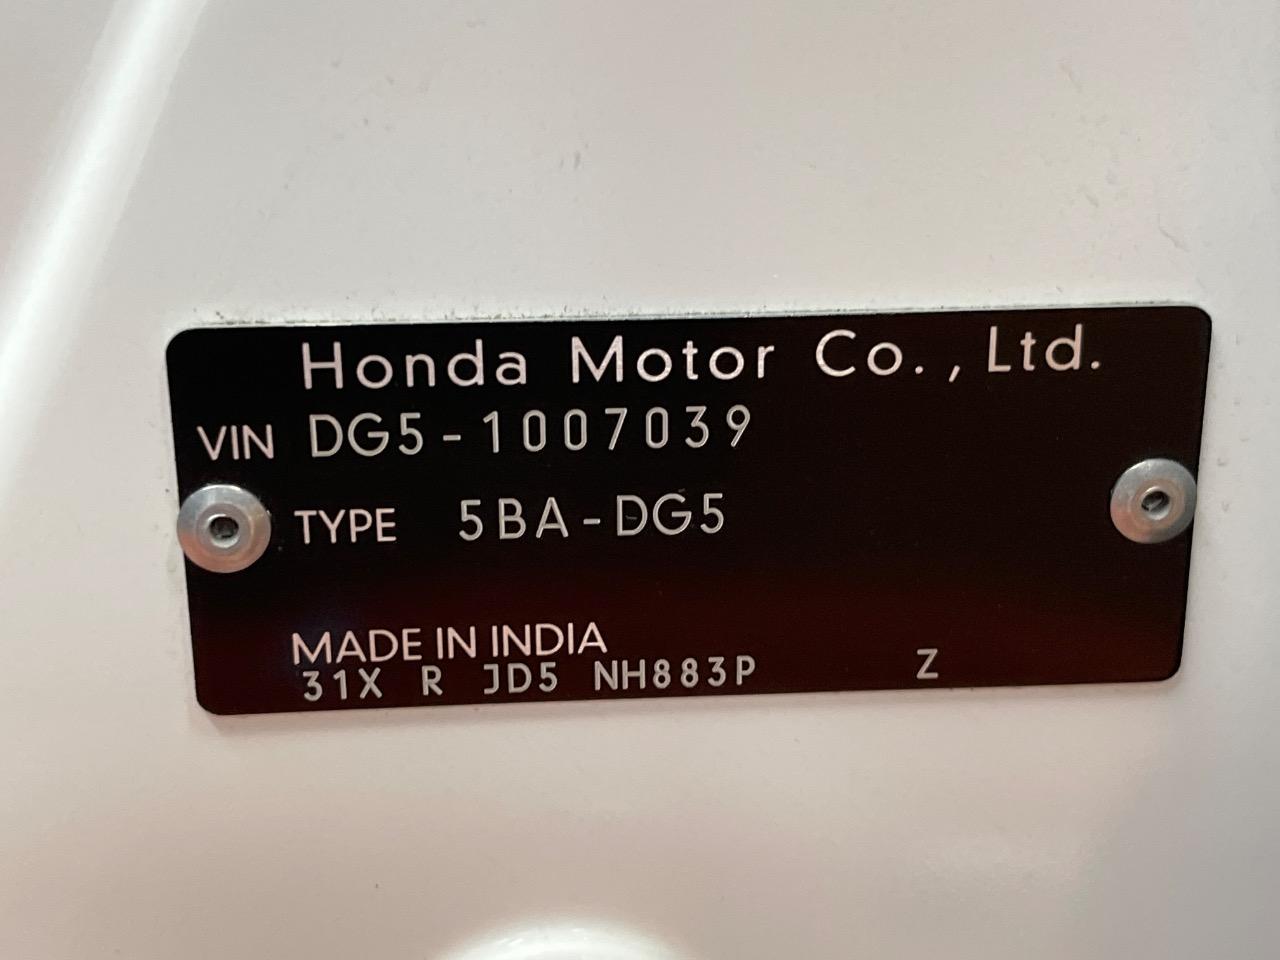 Honda Motor Co., Ltd.
VIN DG5-1007039
TYPE 5BA-DG5
MADE IN INDIA
31X R JD5 NH883P Z